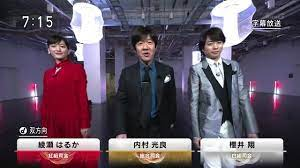 7:15
字幕放送
双方向
綾瀬 はるか
内村 光良
櫻井 翔
紅組司会
総合司会
白組司会